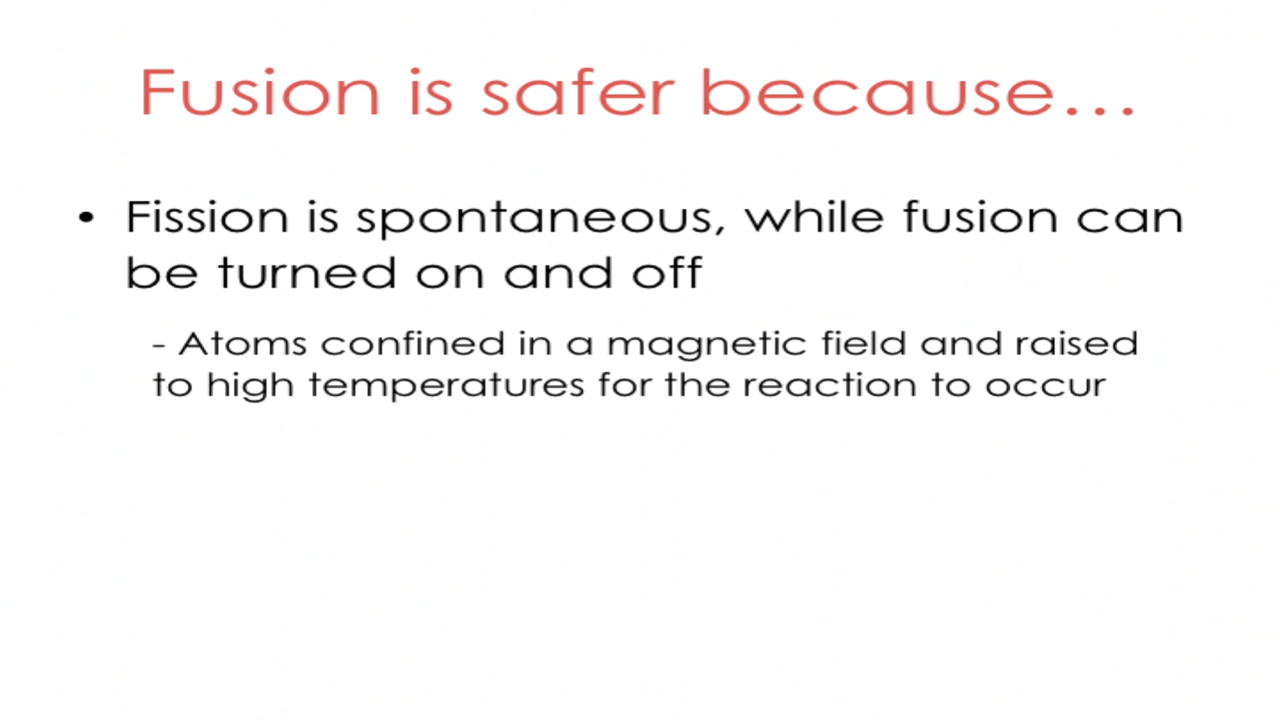 Fusion is safer because...
• Fission is spontaneous, while fusion can
be turned on and off
- Atoms confined in a magnetic field and raised
to high temperatures for the reaction to occur